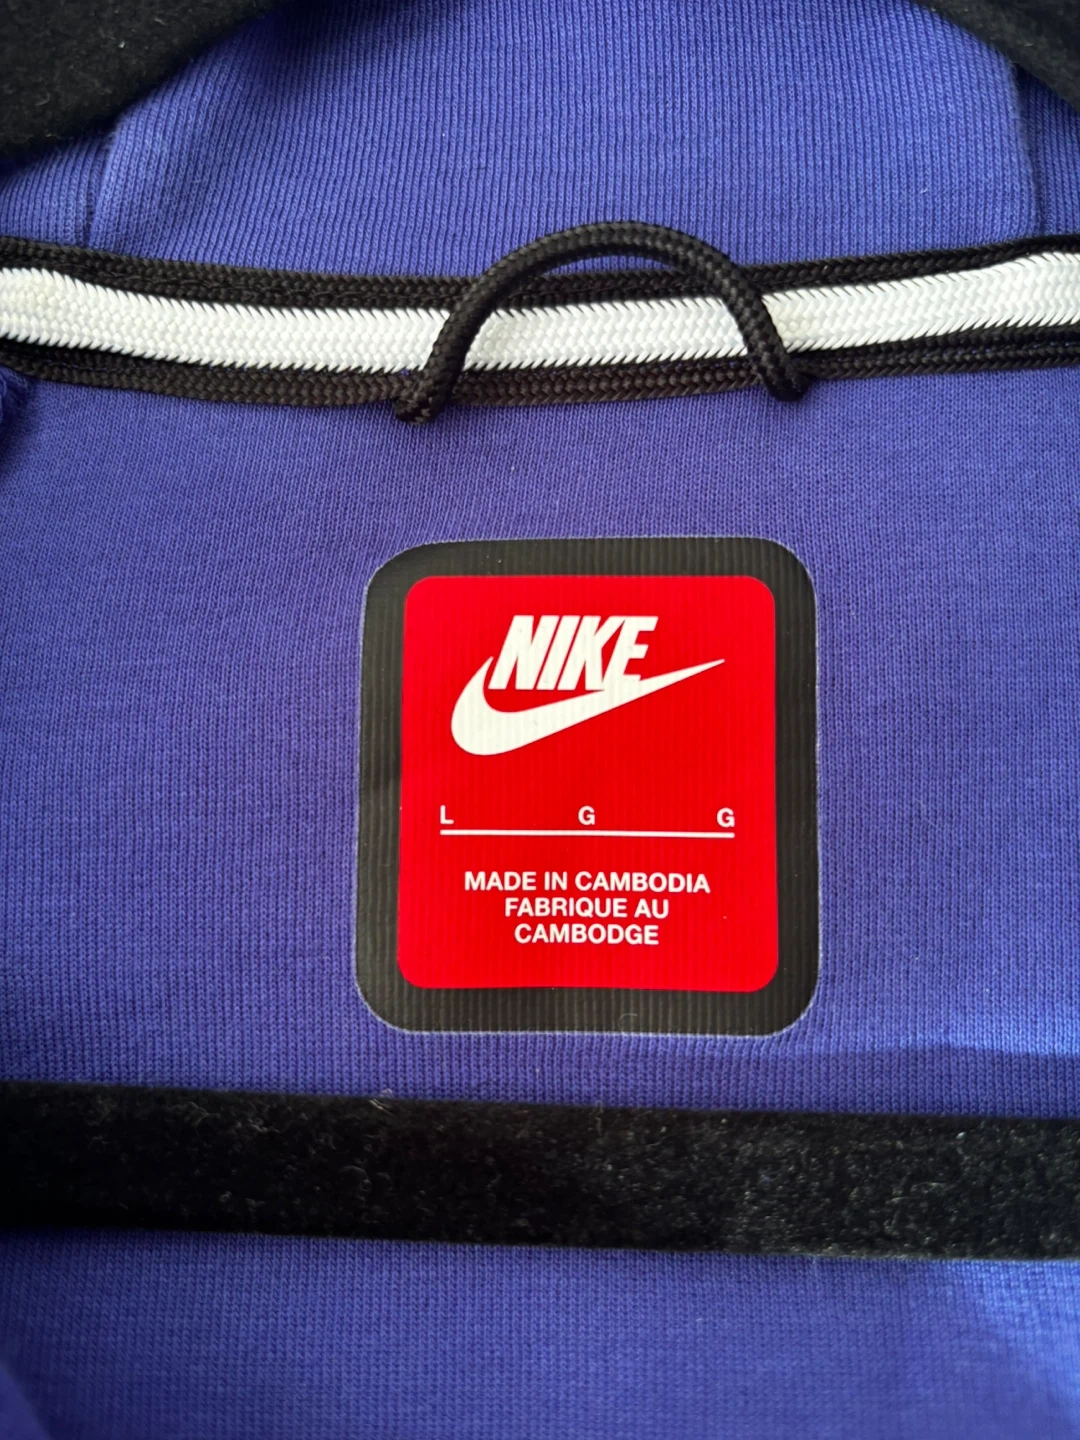 NIKE
L G G
MADE IN CAMBODIA
FABRIQUE AU
CAMBODGE